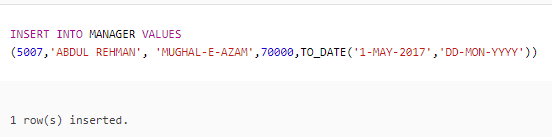 INSERT INTO MANAGER VALUES
(5007,'ABDUL REHMAN', 'MUGHAL-E-AZAM',70000,TO_DATE('1-MAY-2017','DD-MON-YYYY'))
1 row(s) inserted.